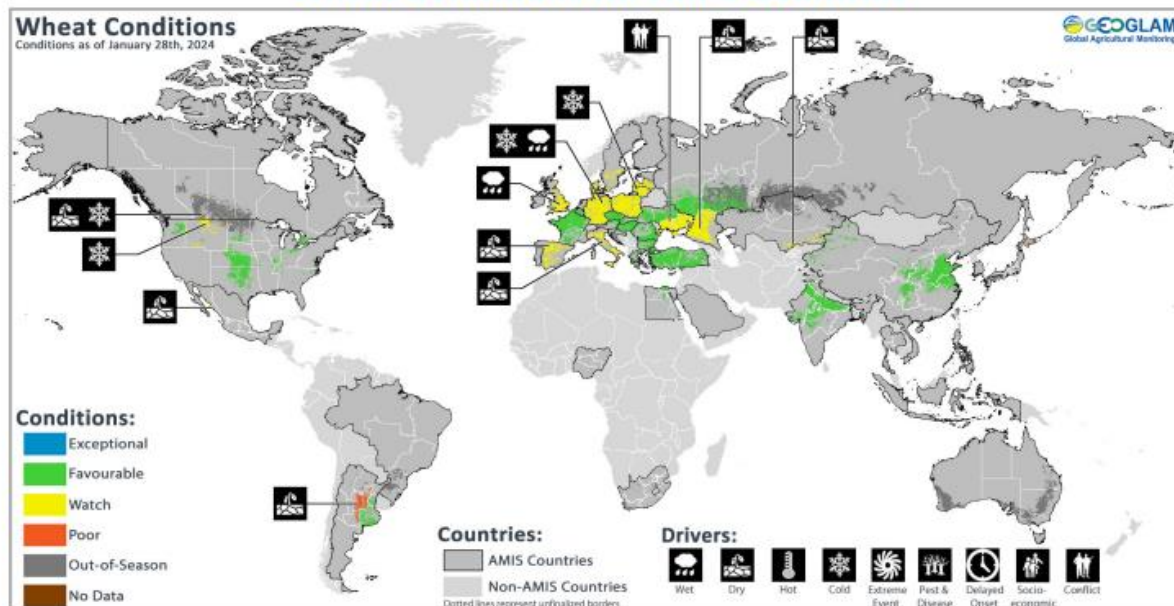 Wheat Conditions
Conditions as of January 28th, 2024
GEOGLAM
Global Agricultural Monitoring
Conditions:
Exceptional
Favourable
Watch
Poor
Out-of-Season
No Data
Countries:
AMIS Countries
Non-AMIS Countries
Dotted lines represent unfinalized borders
Drivers:
Wet
Dry
Hot
Cold
Extreme
Event
Pest &
Disease
Delayed
Onset
Socio-
economic
Conflict